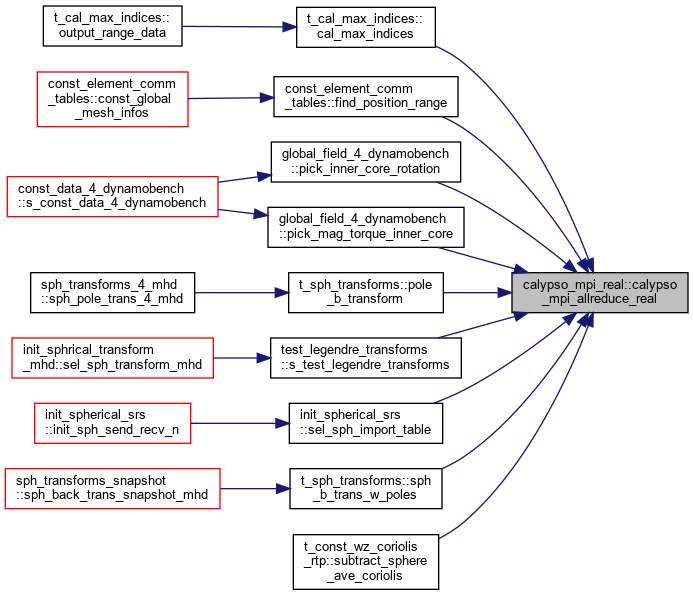 t_cal_max_indices::
output_range_data
t_cal_max_indices::
cal_max_indices
const_element_comm
_tables::const_global
_mesh_infos
const_element_comm
_tables::find_position_range
global_field_4_dynamobench
::pick_inner_core_rotation
const_data_4_dynamobench
::s_const_data_4_dynamobench
global_field_4_dynamobench
::pick_mag_torque_inner_core
sph_transforms_4_mhd
::sph_pole_trans_4_mhd
t_sph_transforms::pole
_b_transform
calypso_mpi_real::calypso
_mpi_allreduce_real
init_sphrical_transform
_mhd::sel_sph_transform_mhd
test_legendre_transforms
::s_test_legendre_transforms
init_spherical_srs
::init_sph_send_recv_n
init_spherical_srs
::sel_sph_import_table
sph_transforms_snapshot
::sph_back_trans_snapshot_mhd
t_sph_transforms::sph
_b_trans_w_poles
t_const_wz_coriolis
_rtp::subtract_sphere
_ave_coriolis